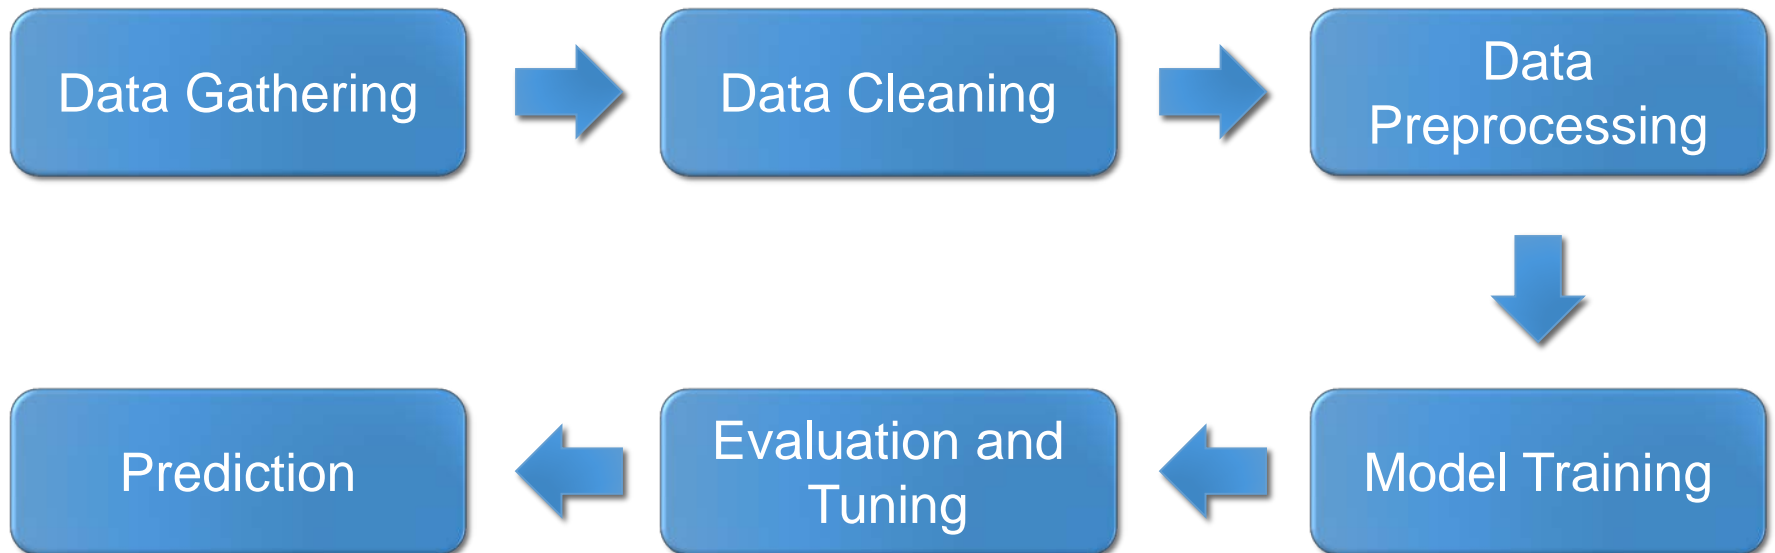 Data Gathering
Data Cleaning
Data
Preprocessing
Model Training
Evaluation and
Tuning
Prediction